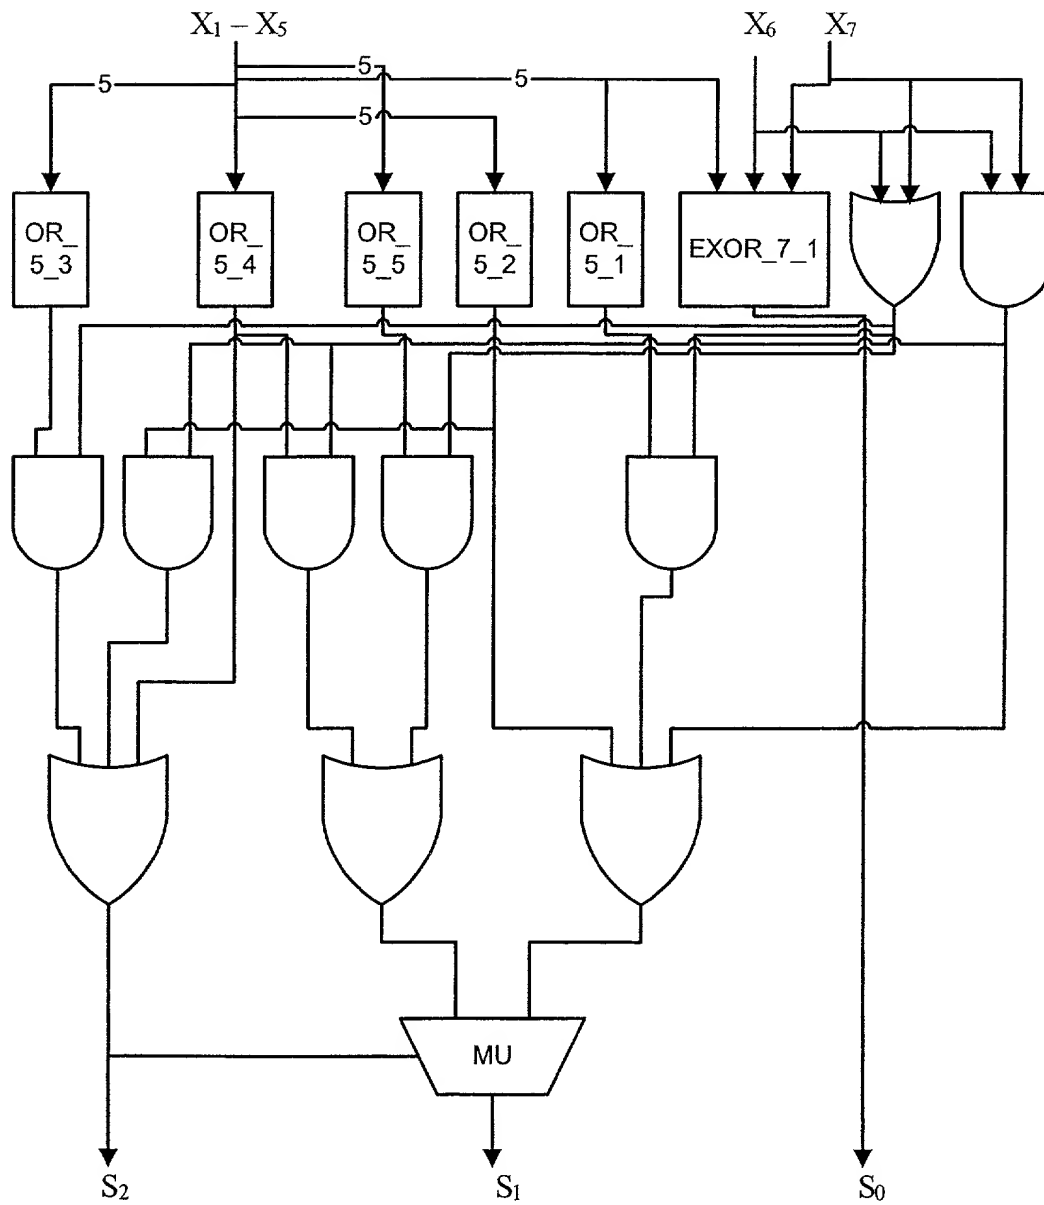 X₁ – X₅
X₆
X₇
5
5
5
5
OR_
5_3
OR_
5_4
OR_
5_5
OR_
5_2
OR_
5_1
EXOR_7_1
MU
S₂
S₁
S₀